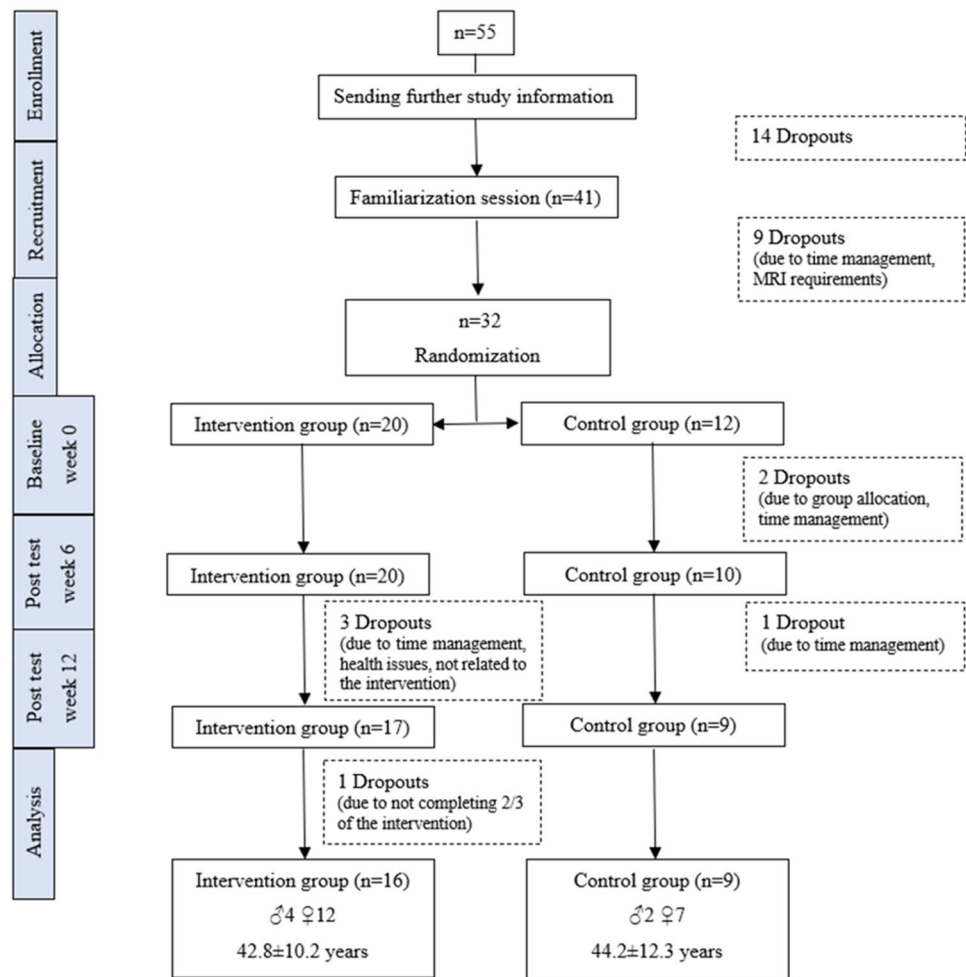 n=55
Enrollment
Sending further study information
14 Dropouts
Recruitment
Familiarization session (n=41)
9 Dropouts
(due to time management,
MRI requirements)
Allocation
n=32
Randomization
Baseline
week 0
Intervention group (n=20)
Control group (n=12)
2 Dropouts
(due to group allocation,
time management)
Post test
week 6
Intervention group (n=20)
Control group (n=10)
3 Dropouts
(due to time management,
health issues, not related to
the intervention)
1 Dropout
(due to time management)
Post test
week 12
Intervention group (n=17)
Control group (n=9)
1 Dropouts
(due to not completing 2/3
of the intervention)
Analysis
Intervention group (n=16)
♂4 ♀12
42.8±10.2 years
Control group (n=9)
♂2 ♀7
44.2±12.3 years